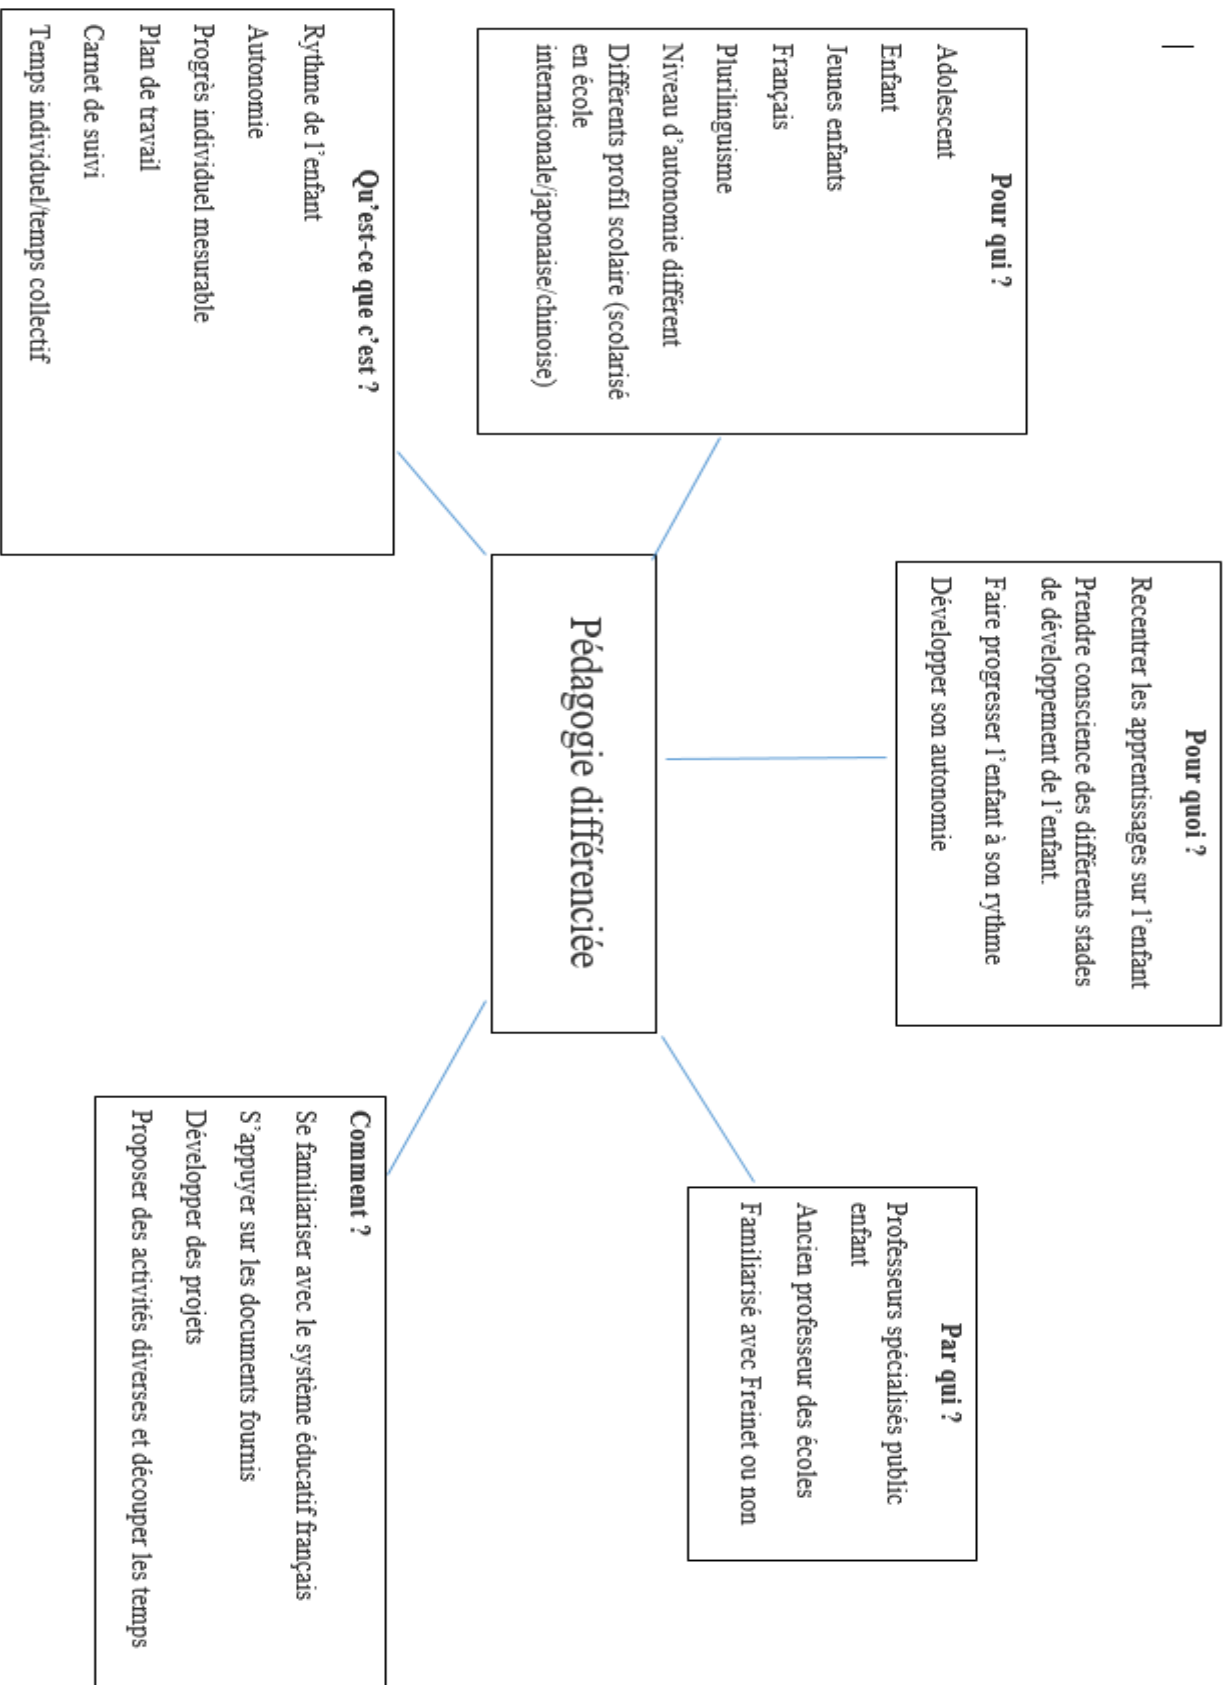 Pour qui ?
Adolescent
Enfant
Jeunes enfants
Français
Plurilinguisme
Niveau d'autonomie différent
Différents profil scolaire (scolarisé
en école
internationale/japonaise/chinoise)
Pour quoi ?
Recentrer les apprentissages sur l'enfant
Prendre conscience des différents stades
de développement de l'enfant.
Faire progresser l'enfant à son rythme
Développer son autonomie
Par qui ?
Professeurs spécialisés public
enfant
Ancien professeur des écoles
Familiarisé avec Freinet ou non
Pédagogie différenciée
Qu'est-ce que c'est ?
Rythme de l'enfant
Autonomie
Progrès individuel mesurable
Plan de travail
Carnet de suivi
Temps individuel/temps collectif
Comment ?
Se familiariser avec le système éducatif français
S'appuyer sur les documents fournis
Développer des projets
Proposer des activités diverses et découper les temps